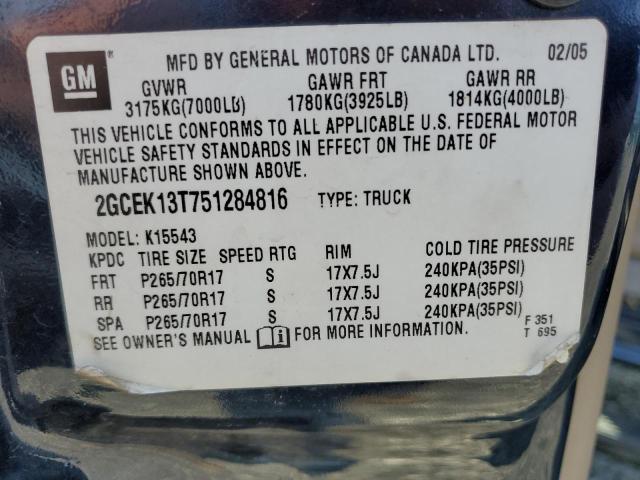 GM
MFD BY GENERAL MOTORS OF CANADA LTD. 02/05
GVWR GAWR FRT GAWR RR
3175KG(7000LB) 1780KG(3925LB) 1814KG(4000LB)
THIS VEHICLE CONFORMS TO ALL APPLICABLE U.S. FEDERAL MOTOR
VEHICLE SAFETY STANDARDS IN EFFECT ON THE DATE OF
MANUFACTURE SHOWN ABOVE.
2GCEK13T751284816 TYPE: TRUCK
MODEL: K15543
KPDC TIRE SIZE SPEED RTG RIM COLD TIRE PRESSURE
FRT P265/70R17 S 17X7.5J 240KPA(35PSI)
RR P265/70R17 S 17X7.5J 240KPA(35PSI)
SPA P265/70R17 S 17X7.5J 240KPA(35PSI)
SEE OWNER'S MANUAL i FOR MORE INFORMATION.
F 351
T 695